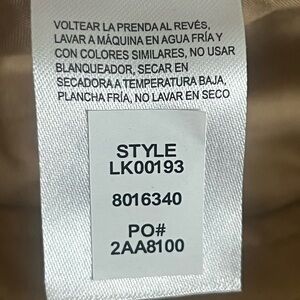 VOLTEAR LA PRENDA AL REVÉS,
LAVAR A MÁQUINA EN AGUA FRÍA Y
CON COLORES SIMILARES, NO USAR
BLANQUEADOR, SECAR EN
SECADORA A TEMPERATURA BAJA,
PLANCHA FRÍA, NO LAVAR EN SECO
STYLE
LK00193
8016340
PO#
2AA8100